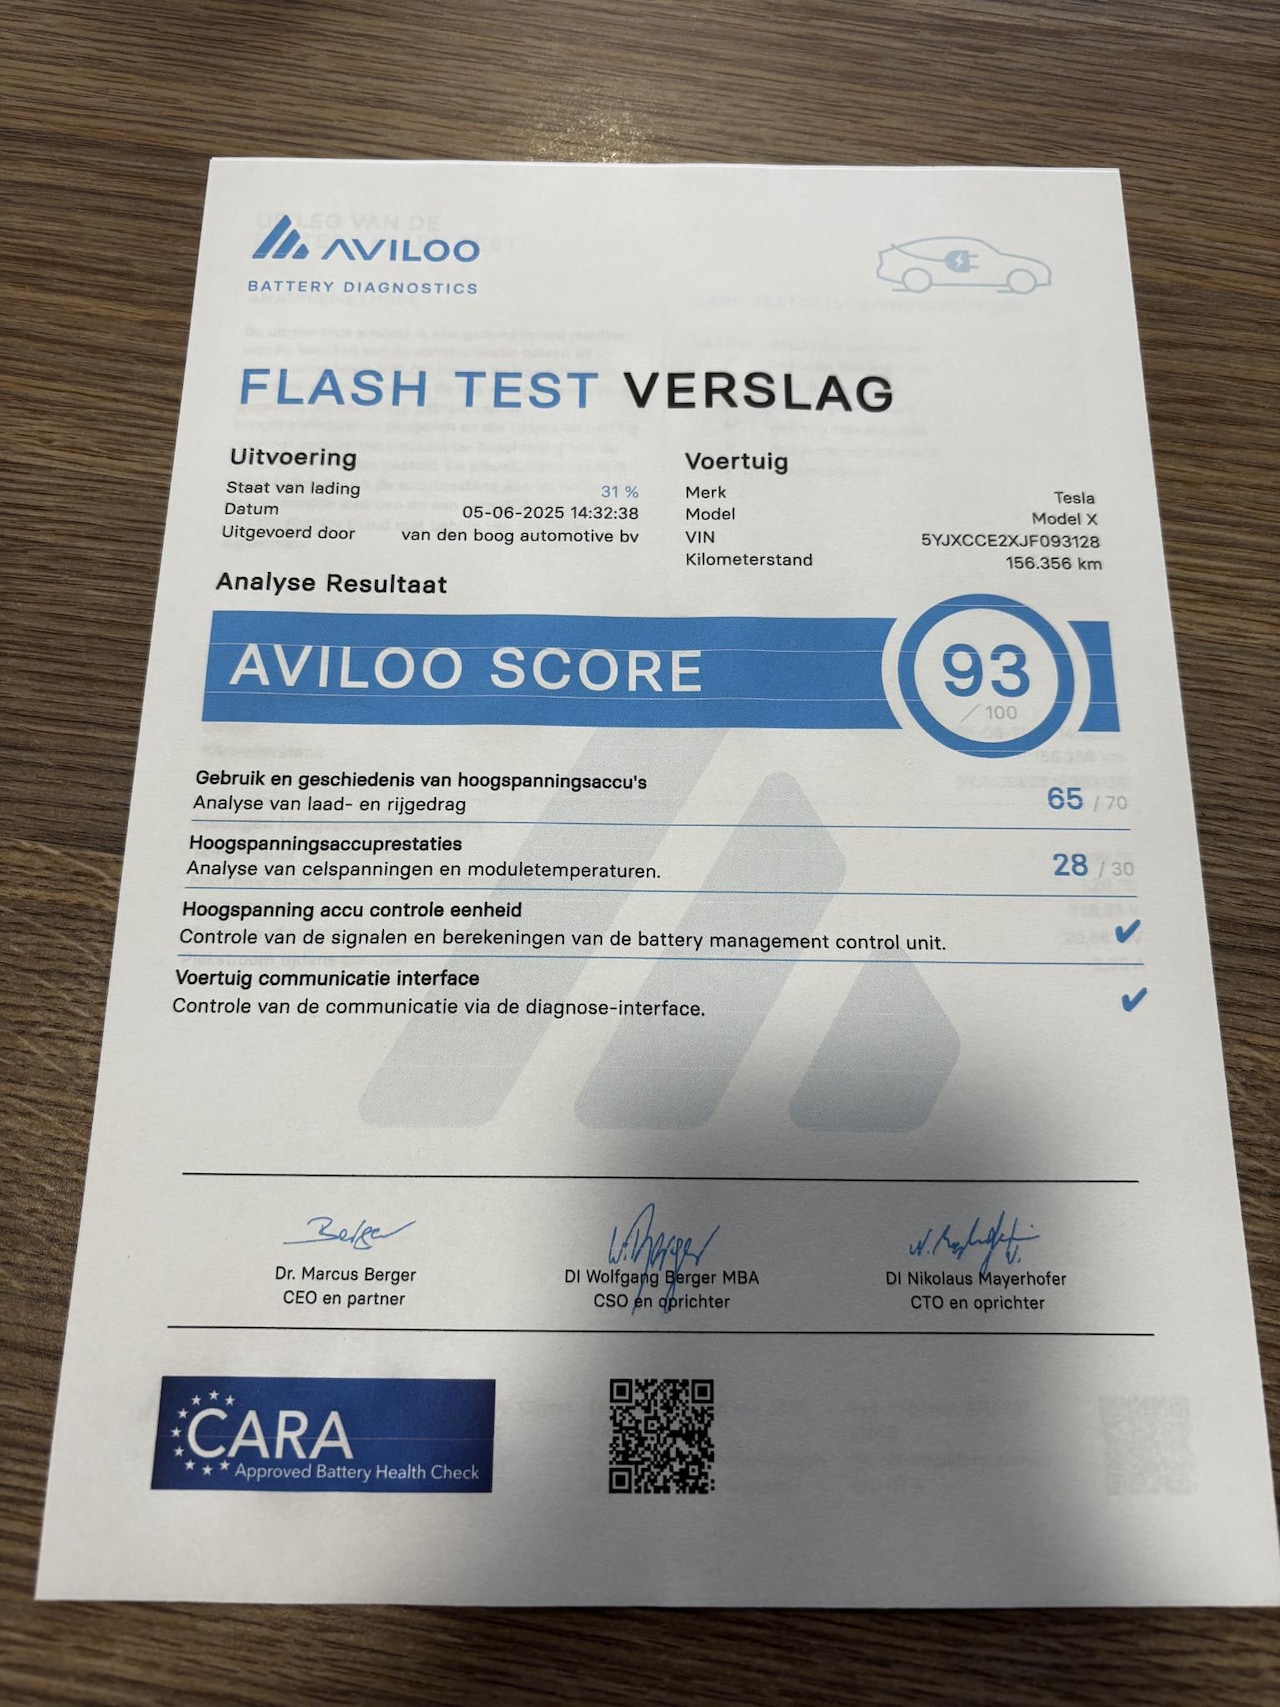 AVILOO
BATTERY DIAGNOSTICS
FLASH TEST VERSLAG
Uitvoering
Staat van lading 31 %
Datum 05-06-2025 14:32:38
Uitgevoerd door van den boog automotive bv
Voertuig
Merk Tesla
Model Model X
VIN 5YJXCCE2XJF093128
Kilometerstand 156.356 km
Analyse Resultaat
AVILOO SCORE 93 / 100
Gebruik en geschiedenis van hoogspanningsaccu's
Analyse van laad- en rijgedrag 65 / 70
Hoogspanningsaccuprestaties
Analyse van celspanningen en moduletemperaturen. 28 / 30
Hoogspanning accu controle eenheid
Controle van de signalen en berekeningen van de battery management control unit. ✔
Voertuig communicatie interface
Controle van de communicatie via de diagnose-interface. ✔
Berger
Dr. Marcus Berger
CEO en partner
W. Berger
DI Wolfgang Berger MBA
CSO en oprichter
DI Nikolaus Mayerhofer
CTO en oprichter
CARA
Approved Battery Health Check